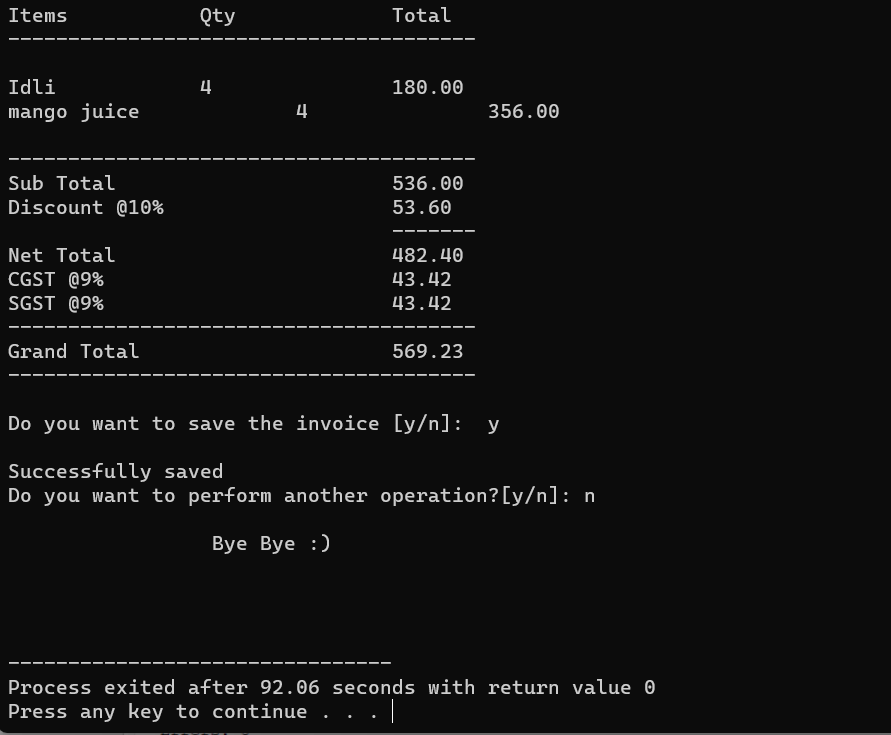 Items Qty Total
---------------------------------------
Idli 4 180.00
mango juice 4 356.00
---------------------------------------
Sub Total 536.00
Discount @10% 53.60
-------
Net Total 482.40
CGST @9% 43.42
SGST @9% 43.42
---------------------------------------
Grand Total 569.23
---------------------------------------
Do you want to save the invoice [y/n]: y
Successfully saved
Do you want to perform another operation?[y/n]: n
Bye Bye :)
--------------------------------
Process exited after 92.06 seconds with return value 0
Press any key to continue . . .